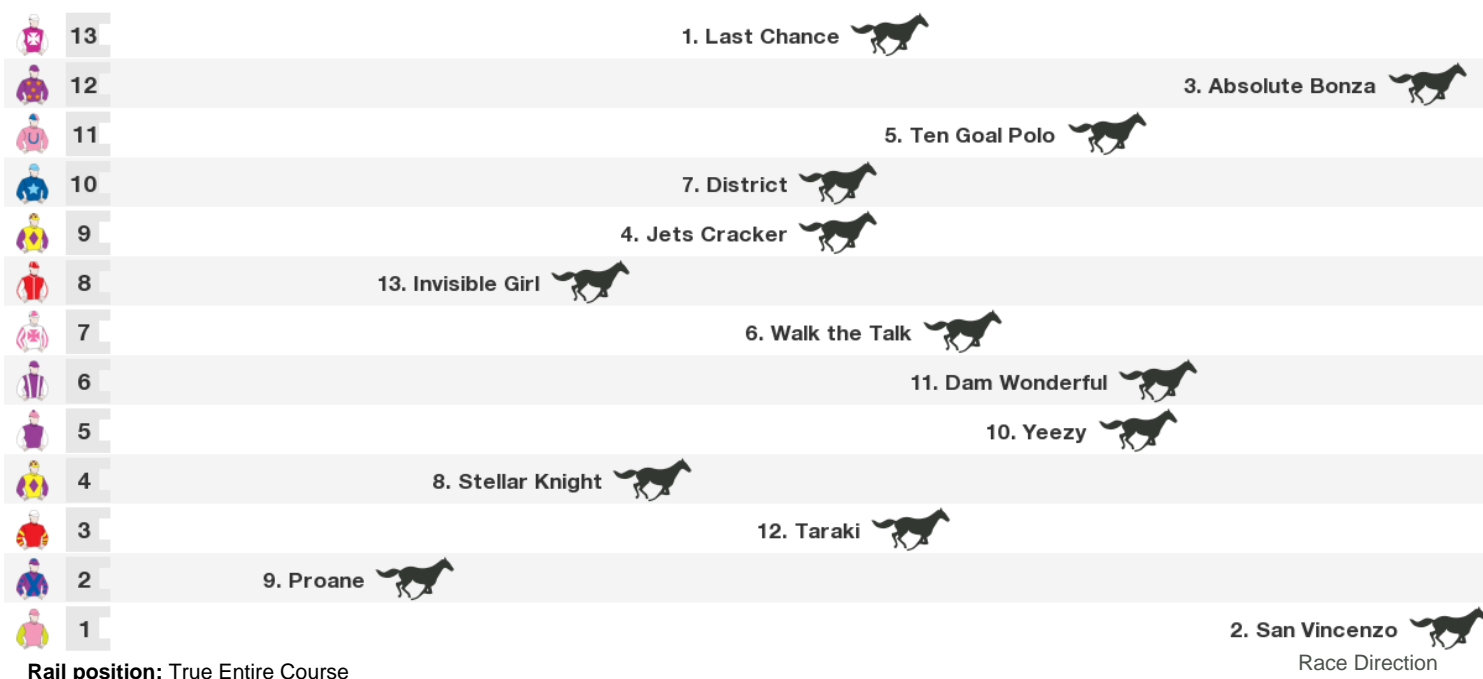 13 1. Last Chance
12 3. Absolute Bonza
11 5. Ten Goal Polo
10 7. District
9 4. Jets Cracker
8 13. Invisible Girl
7 6. Walk the Talk
6 11. Dam Wonderful
5 10. Yeezy
4 8. Stellar Knight
3 12. Taraki
2 9. Proane
1 2. San Vincenzo
Rail position: True Entire Course
Race Direction